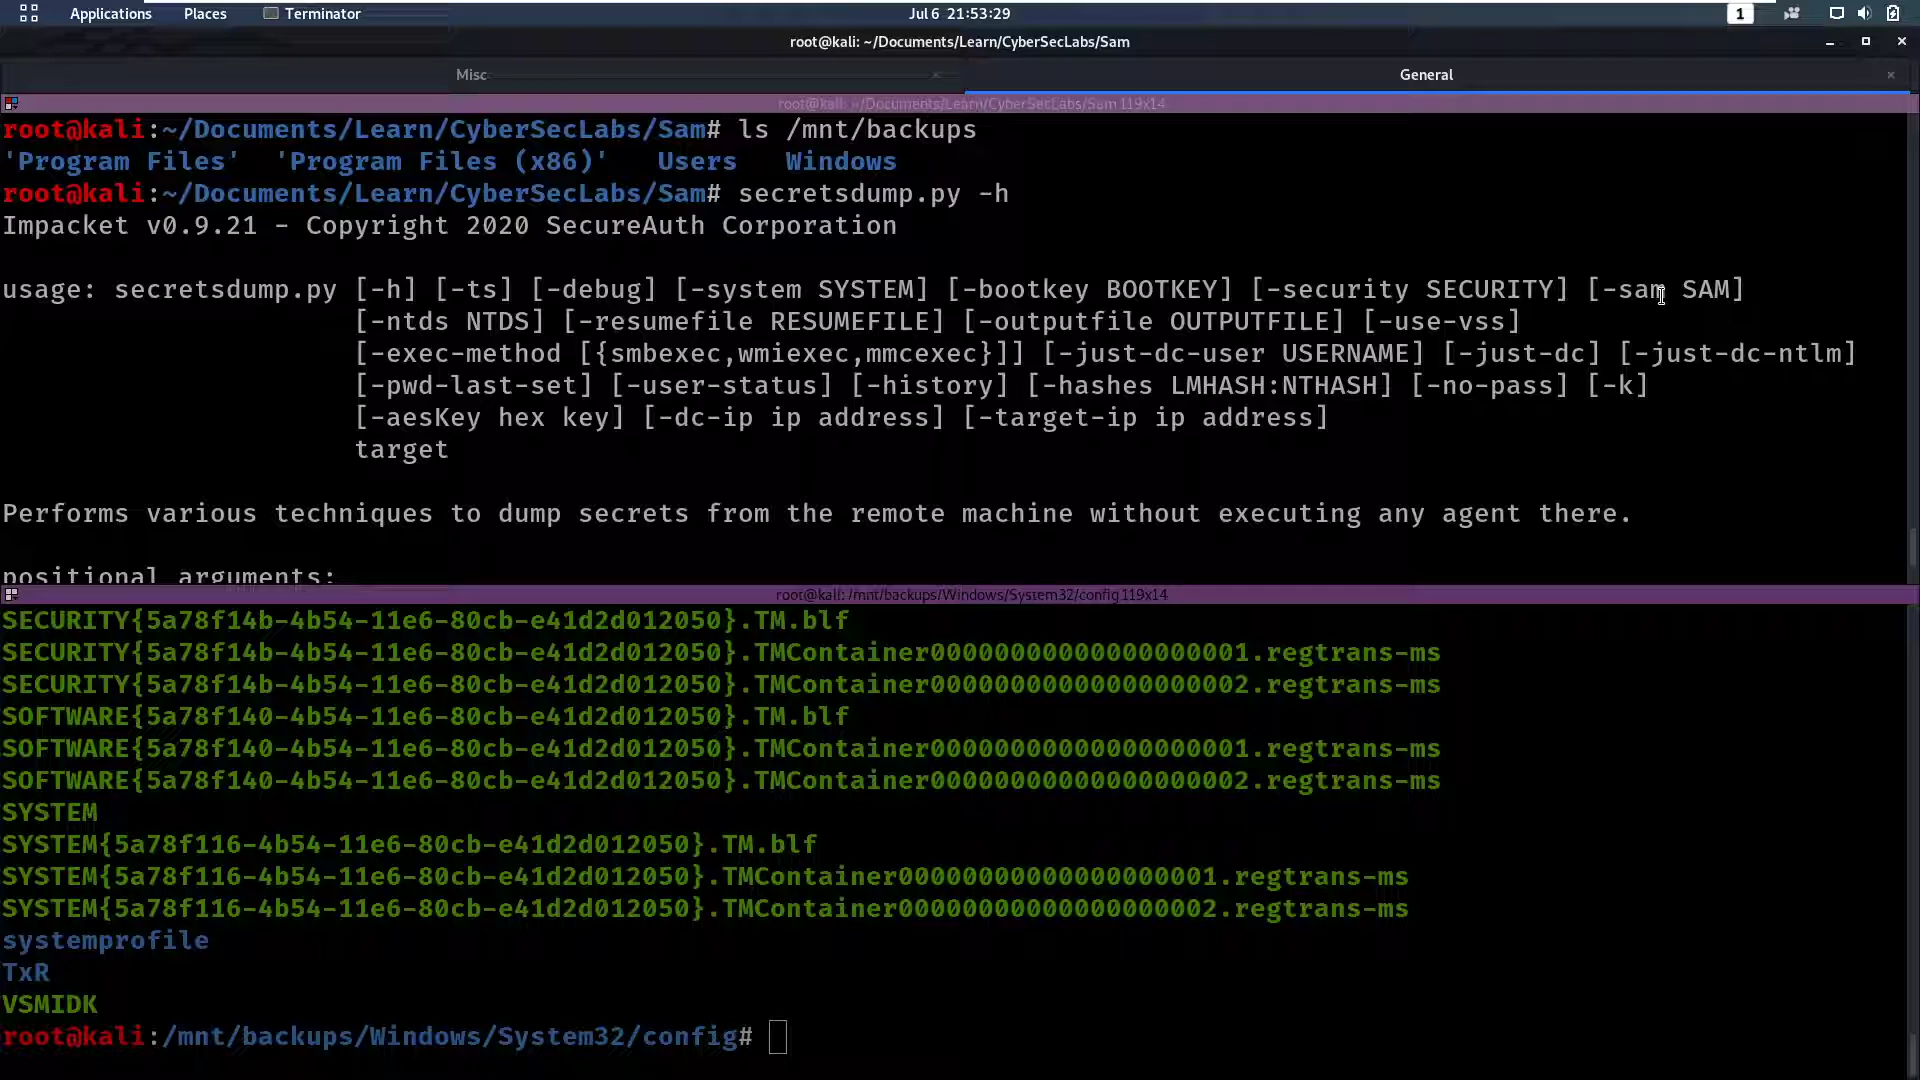 Applications Places Terminator Jul 6 21:53:29 1
root@kali: ~/Documents/Learn/CyberSecLabs/Sam
Misc General
root@kali: ~/Documents/Learn/CyberSecLabs/Sam 119x14
root@kali:~/Documents/Learn/CyberSecLabs/Sam# ls /mnt/backups
'Program Files' 'Program Files (x86)' Users Windows
root@kali:~/Documents/Learn/CyberSecLabs/Sam# secretsdump.py -h
Impacket v0.9.21 - Copyright 2020 SecureAuth Corporation
usage: secretsdump.py [-h] [-ts] [-debug] [-system SYSTEM] [-bootkey BOOTKEY] [-security SECURITY] [-sam SAM]
[-ntds NTDS] [-resumefile RESUMEFILE] [-outputfile OUTPUTFILE] [-use-vss]
[-exec-method [{smbexec,wmiexec,mmcexec}]] [-just-dc-user USERNAME] [-just-dc] [-just-dc-ntlm]
[-pwd-last-set] [-user-status] [-history] [-hashes LMHASH:NTHASH] [-no-pass] [-k]
[-aesKey hex key] [-dc-ip ip address] [-target-ip ip address]
target
Performs various techniques to dump secrets from the remote machine without executing any agent there.
positional arguments:
root@kali: /mnt/backups/Windows/System32/config 119x14
SECURITY{5a78f14b-4b54-11e6-80cb-e41d2d012050}.TM.blf
SECURITY{5a78f14b-4b54-11e6-80cb-e41d2d012050}.TMContainer00000000000000000001.regtrans-ms
SECURITY{5a78f14b-4b54-11e6-80cb-e41d2d012050}.TMContainer00000000000000000002.regtrans-ms
SOFTWARE{5a78f140-4b54-11e6-80cb-e41d2d012050}.TM.blf
SOFTWARE{5a78f140-4b54-11e6-80cb-e41d2d012050}.TMContainer00000000000000000001.regtrans-ms
SOFTWARE{5a78f140-4b54-11e6-80cb-e41d2d012050}.TMContainer00000000000000000002.regtrans-ms
SYSTEM
SYSTEM{5a78f116-4b54-11e6-80cb-e41d2d012050}.TM.blf
SYSTEM{5a78f116-4b54-11e6-80cb-e41d2d012050}.TMContainer00000000000000000001.regtrans-ms
SYSTEM{5a78f116-4b54-11e6-80cb-e41d2d012050}.TMContainer00000000000000000002.regtrans-ms
systemprofile
TxR
VSMIDK
root@kali:/mnt/backups/Windows/System32/config#